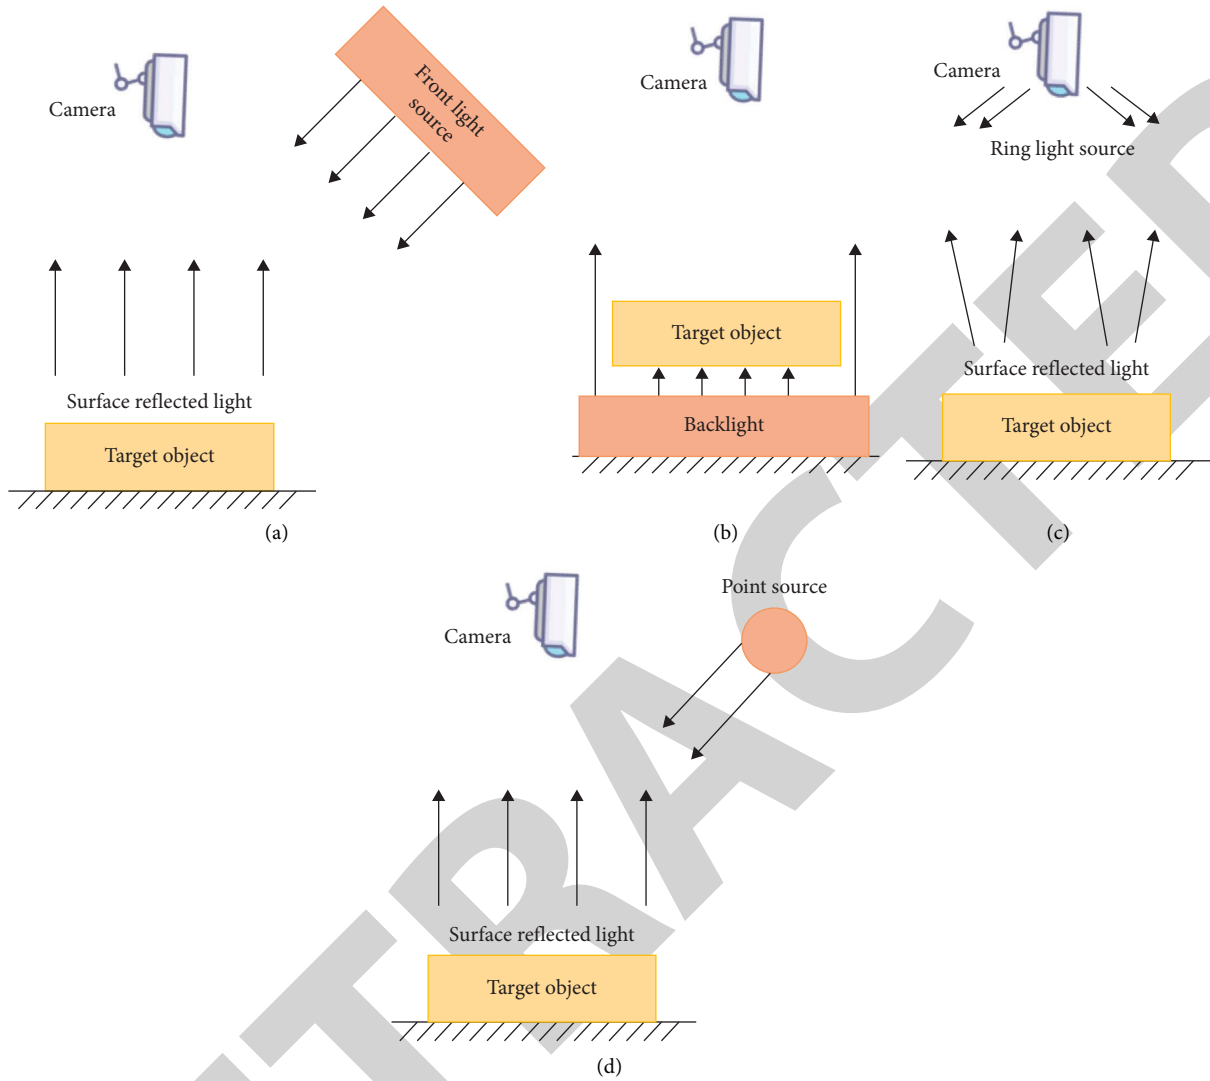 Camera
Front light
source
Surface reflected light
Target object
(a)
Camera
Target object
Backlight
(b)
Camera
Ring light source
Surface reflected light
Target object
(c)
Point source
Camera
Surface reflected light
Target object
(d)
TRACTED